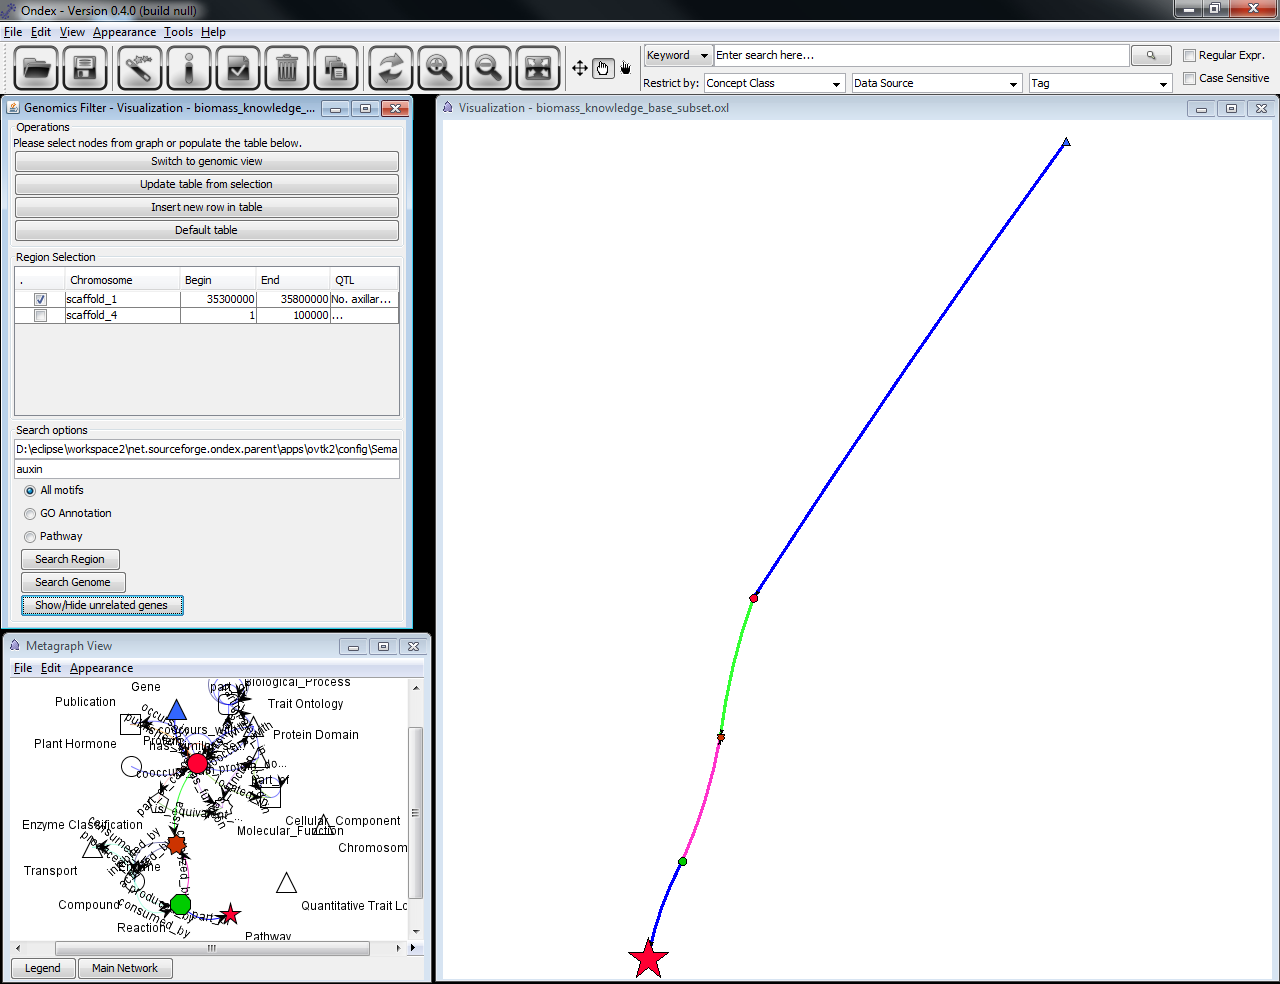 Ondex - Version 0.4.0 (build null)
File Edit View Appearance Tools Help
Keyword Enter search here... Regular Expr.
Restrict by: Concept Class Data Source Tag Case Sensitive
Genomics Filter - Visualization - biomass_knowledge_...
Operations
Please select nodes from graph or populate the table below.
Switch to genomic view
Update table from selection
Insert new row in table
Default table
Region Selection
. Chromosome Begin End QTL
scaffold_1 35300000 35800000 No. axillar...
scaffold_4 1 100000 ...
Search options
D:\eclipse\workspace2\net.sourceforge.ondex.parent\apps\ovtk2\config\Sema
auxin
All motifs
GO Annotation
Pathway
Search Region
Search Genome
Show/Hide unrelated genes
Visualization - biomass_knowledge_base_subset.oxl
Metagraph View
File Edit Appearance
Gene
part_of
Biological_Process
Publication
Trait Ontology
Plant Hormone
Protein Domain
part_of
Enzyme Classification
Cellular_Component
Molecular_Function
Chromosom
Transport
Compound
Quantitative Trait Lo
Reaction
consumed_by
part_of
Pathway
Legend
Main Network